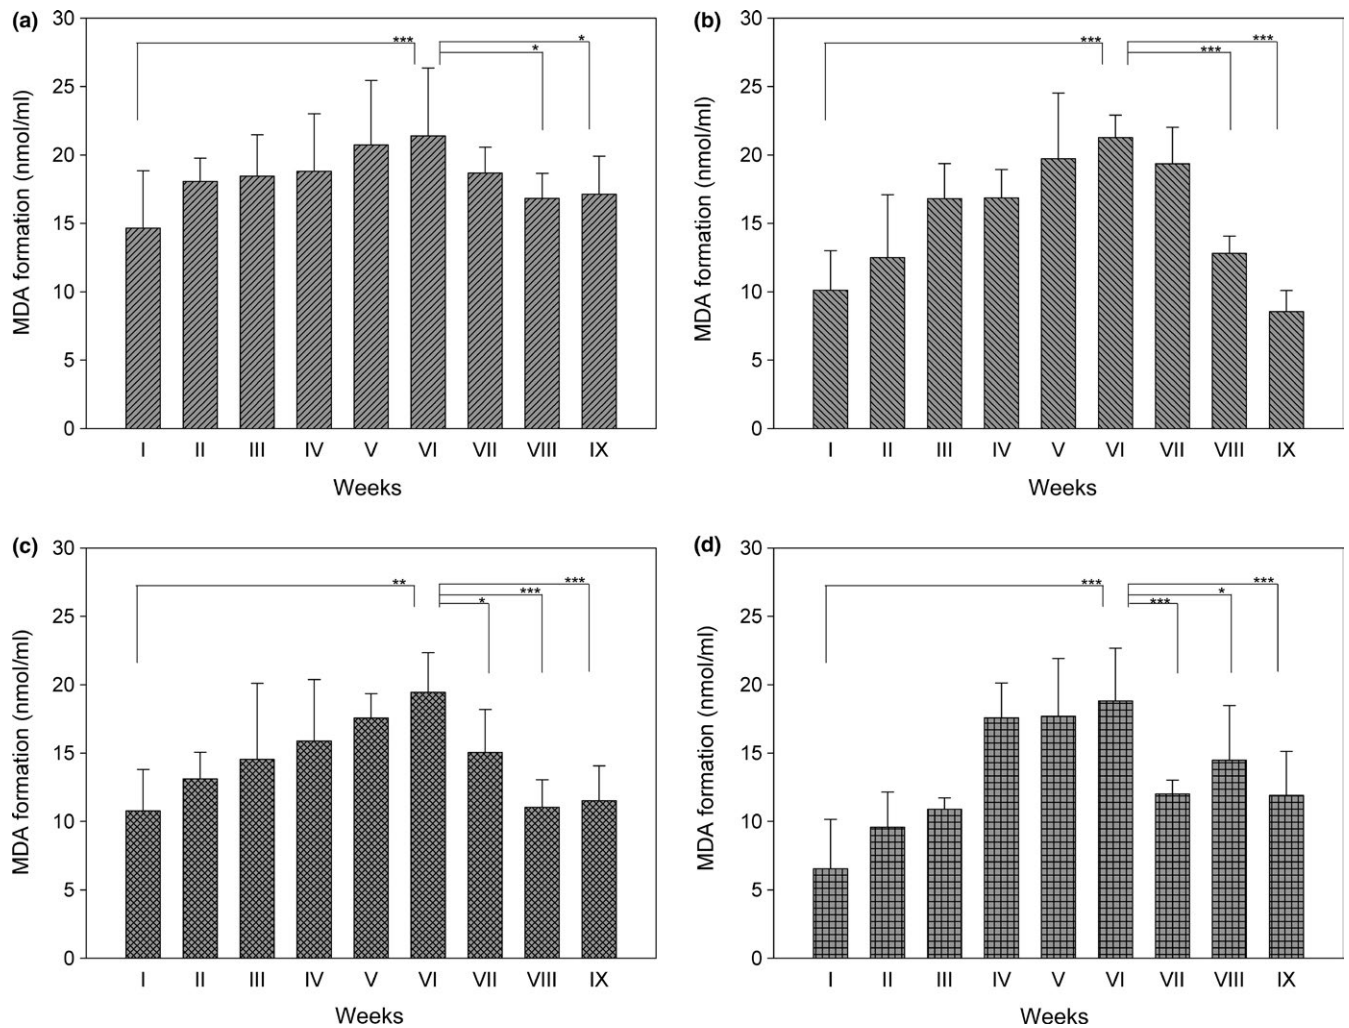 (a)
MDA formation (nmol/ml)
30
25
20
15
10
5
0
***
*
*
I II III IV V VI VII VIII IX
Weeks
(b)
MDA formation (nmol/ml)
30
25
20
15
10
5
0
***
***
***
I II III IV V VI VII VIII IX
Weeks
(c)
MDA formation (nmol/ml)
30
25
20
15
10
5
0
**
***
***
*
I II III IV V VI VII VIII IX
Weeks
(d)
MDA formation (nmol/ml)
30
25
20
15
10
5
0
***
***
*
***
I II III IV V VI VII VIII IX
Weeks